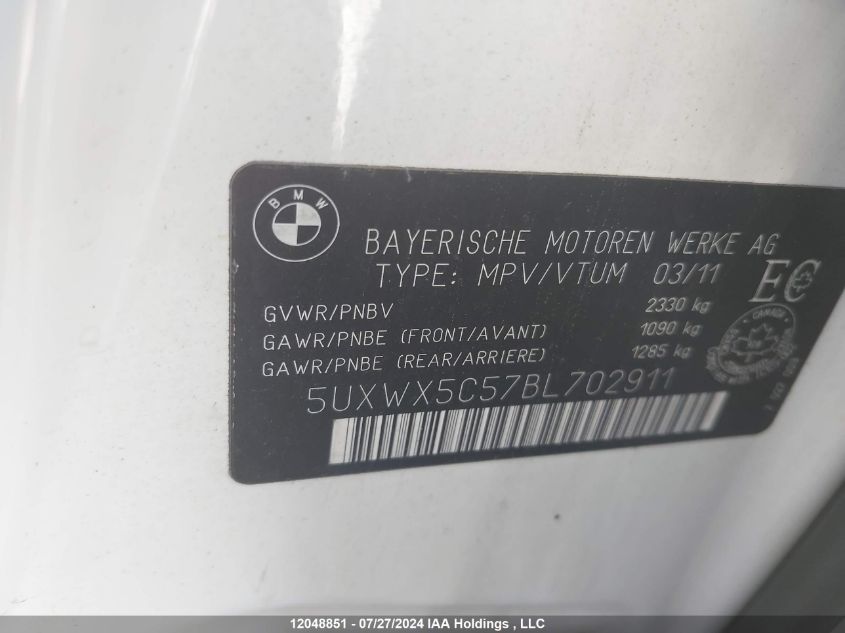 BMW
BAYERISCHE MOTOREN WERKE AG
TYPE: MPV/VTUM 03/11
EC
GVWR/PNBV 2330 kg
GAWR/PNBE (FRONT/AVANT) 1090 kg
GAWR/PNBE (REAR/ARRIERE) 1285 kg
CANADA
5UXWX5C57BL702911
12048851 - 07/27/2024 IAA Holdings , LLC